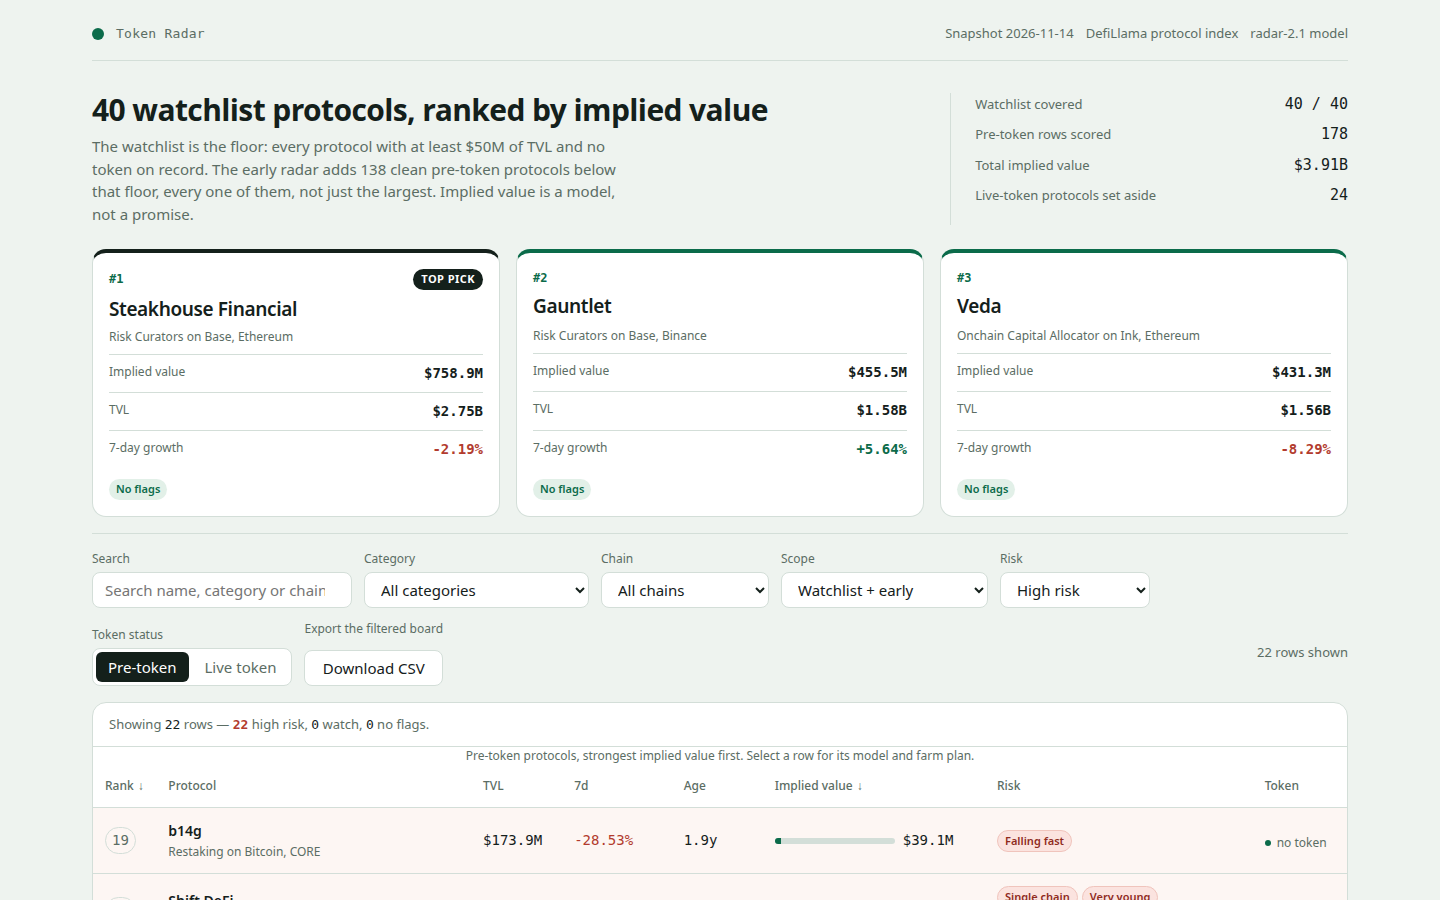 Token Radar
Snapshot 2026-11-14 DefiLlama protocol index radar-2.1 model
40 watchlist protocols, ranked by implied value
The watchlist is the floor: every protocol with at least $50M of TVL and no
token on record. The early radar adds 138 clean pre-token protocols below
that floor, every one of them, not just the largest. Implied value is a model,
not a promise.
Watchlist covered 40 / 40
Pre-token rows scored 178
Total implied value $3.91B
Live-token protocols set aside 24
#1 TOP PICK
Steakhouse Financial
Risk Curators on Base, Ethereum
Implied value $758.9M
TVL $2.75B
7-day growth -2.19%
No flags
#2
Gauntlet
Risk Curators on Base, Binance
Implied value $455.5M
TVL $1.58B
7-day growth +5.64%
No flags
#3
Veda
Onchain Capital Allocator on Ink, Ethereum
Implied value $431.3M
TVL $1.56B
7-day growth -8.29%
No flags
Search Category Chain Scope Risk
Search name, category or chain All categories All chains Watchlist + early High risk
Token status Export the filtered board
Pre-token Live token Download CSV 22 rows shown
Showing 22 rows — 22 high risk, 0 watch, 0 no flags.
Pre-token protocols, strongest implied value first. Select a row for its model and farm plan.
Rank ↓ Protocol TVL 7d Age Implied value ↓ Risk Token
19 b14g $173.9M -28.53% 1.9y $39.1M Falling fast no token
Restaking on Bitcoin, CORE
Shift DeFi Single chain Very young